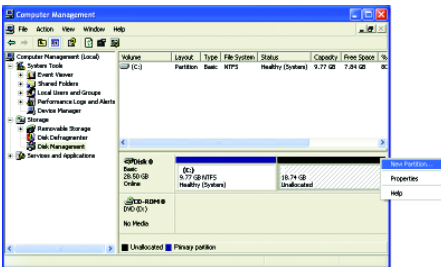 Computer Management
File Action View Window Help
Computer Management (Local)
System Tools
Event Viewer
Shared Folders
Local Users and Groups
Performance Logs and Alerts
Device Manager
Storage
Removable Storage
Disk Defragmenter
Disk Management
Services and Applications
Volume Layout Type File System Status Capacity Free Space %
(C:) Partition Basic NTFS Healthy (System) 9.77 GB 7.84 GB 80
Disk 0
Basic
28.50 GB
Online
(C:)
9.77 GB NTFS
Healthy (System)
18.74 GB
Unallocated
CD-ROM 0
DVD (D:)
No Media
Unallocated Primary partition
New Partition...
Properties
Help